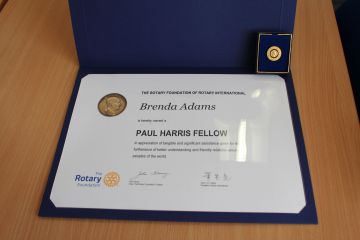 THE ROTARY FOUNDATION OF ROTARY INTERNATIONAL
Brenda Adams
is hereby named a
PAUL HARRIS FELLOW
in appreciation of tangible and significant assistance given for the
furtherance of better understanding and friendly relations among
peoples of the world.
The
Rotary
Foundation